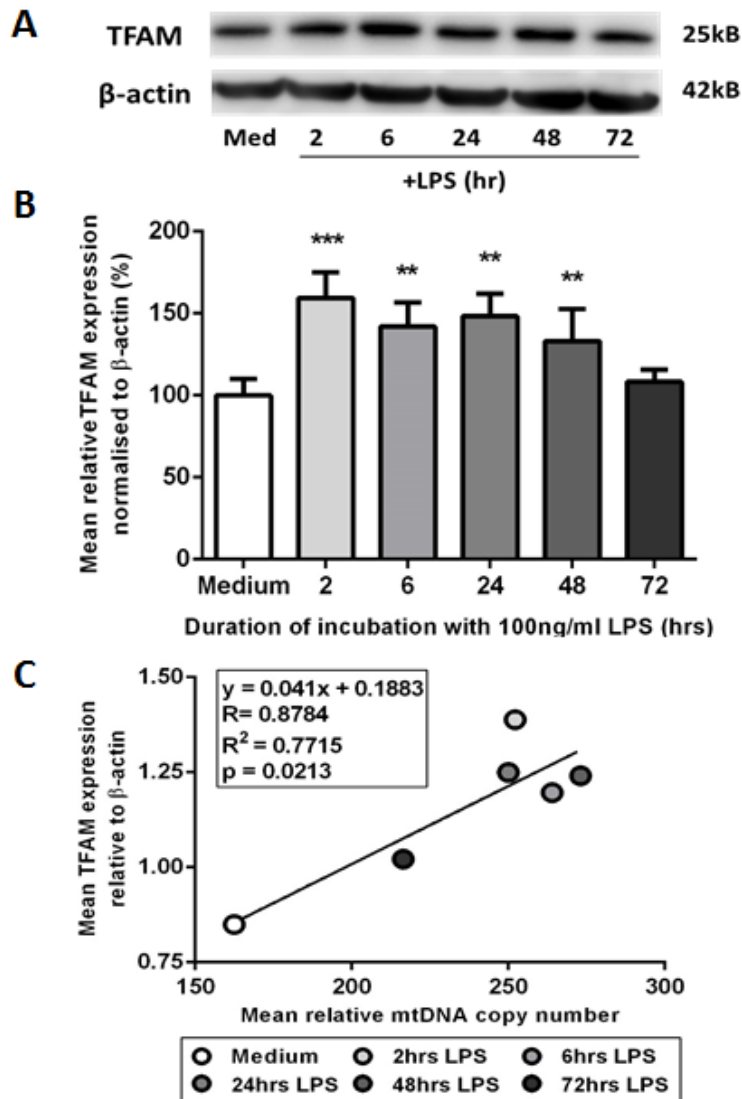 A
TFAM 25kB
β-actin 42kB
Med 2 6 24 48 72
+LPS (hr)
B
Mean relative TFAM expression
normalised to β-actin (%)
200
150
100
50
0
*** ** ** **
Medium 2 6 24 48 72
Duration of incubation with 100ng/ml LPS (hrs)
C
Mean TFAM expression
relative to β-actin
1.50
1.25
1.00
0.75
y = 0.041x + 0.1883
R= 0.8784
R² = 0.7715
p = 0.0213
150 200 250 300
Mean relative mtDNA copy number
Medium 2hrs LPS 6hrs LPS
24hrs LPS 48hrs LPS 72hrs LPS